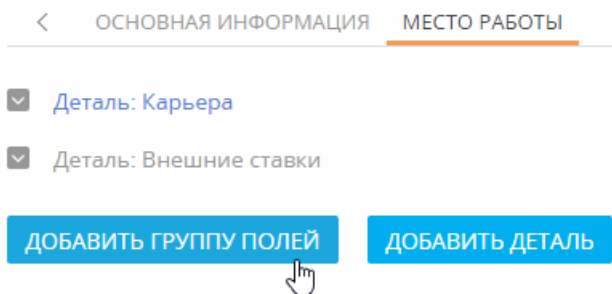 ОСНОВНАЯ ИНФОРМАЦИЯ МЕСТО РАБОТЫ
Деталь: Карьера
Деталь: Внешние ставки
ДОБАВИТЬ ГРУППУ ПОЛЕЙ ДОБАВИТЬ ДЕТАЛЬ